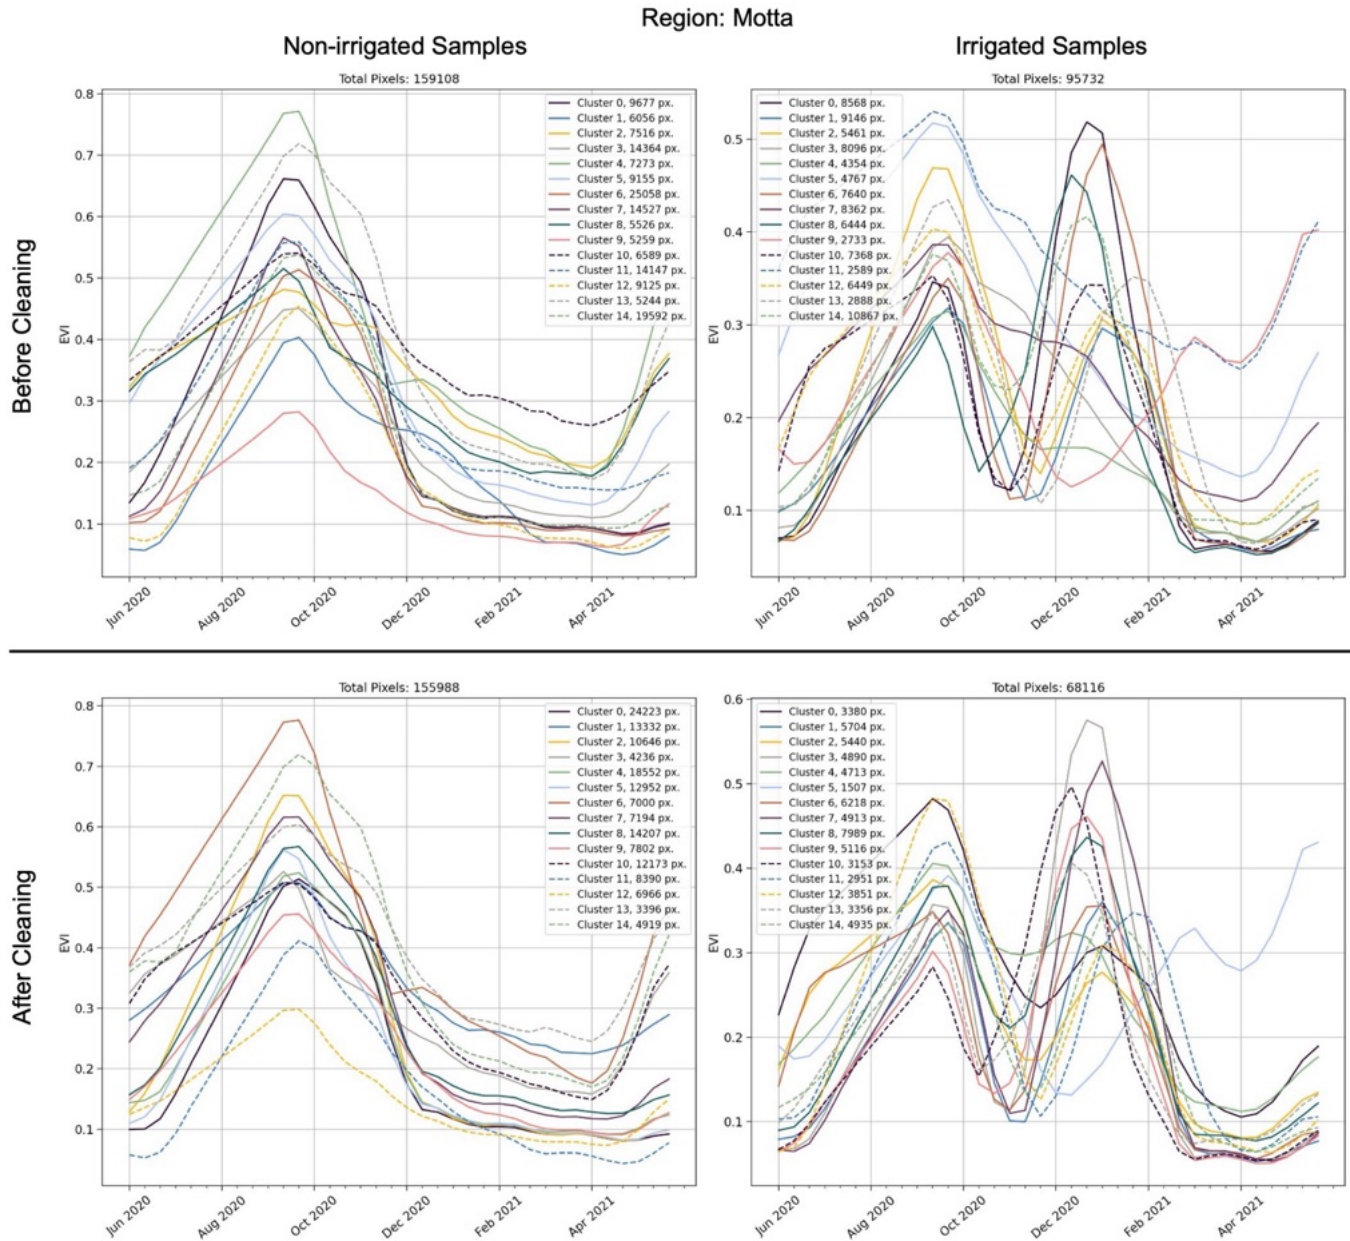 Region: Motta
Non-irrigated Samples
Irrigated Samples
Before Cleaning
Total Pixels: 159108
0.8
0.7
0.6
0.5
0.4
0.3
0.2
0.1
EVI
Cluster 0, 9677 px.
Cluster 1, 6056 px.
Cluster 2, 7516 px.
Cluster 3, 14364 px.
Cluster 4, 7273 px.
Cluster 5, 9155 px.
Cluster 6, 25058 px.
Cluster 7, 14527 px.
Cluster 8, 5526 px.
Cluster 9, 5259 px.
Cluster 10, 6589 px.
Cluster 11, 14147 px.
Cluster 12, 9125 px.
Cluster 13, 5244 px.
Cluster 14, 19592 px.
Jun 2020
Aug 2020
Oct 2020
Dec 2020
Feb 2021
Apr 2021
Total Pixels: 95732
0.5
0.4
0.3
0.2
0.1
EVI
Cluster 0, 8568 px.
Cluster 1, 9146 px.
Cluster 2, 5461 px.
Cluster 3, 8096 px.
Cluster 4, 4354 px.
Cluster 5, 4767 px.
Cluster 6, 7640 px.
Cluster 7, 8362 px.
Cluster 8, 6444 px.
Cluster 9, 2733 px.
Cluster 10, 7368 px.
Cluster 11, 2589 px.
Cluster 12, 6449 px.
Cluster 13, 2888 px.
Cluster 14, 10867 px.
Jun 2020
Aug 2020
Oct 2020
Dec 2020
Feb 2021
Apr 2021
After Cleaning
Total Pixels: 155988
0.8
0.7
0.6
0.5
0.4
0.3
0.2
0.1
EVI
Cluster 0, 24223 px.
Cluster 1, 13332 px.
Cluster 2, 10646 px.
Cluster 3, 4236 px.
Cluster 4, 18552 px.
Cluster 5, 12952 px.
Cluster 6, 7000 px.
Cluster 7, 7194 px.
Cluster 8, 14207 px.
Cluster 9, 7802 px.
Cluster 10, 12173 px.
Cluster 11, 8390 px.
Cluster 12, 6966 px.
Cluster 13, 3396 px.
Cluster 14, 4919 px.
Jun 2020
Aug 2020
Oct 2020
Dec 2020
Feb 2021
Apr 2021
Total Pixels: 68116
0.6
0.5
0.4
0.3
0.2
0.1
EVI
Cluster 0, 3380 px.
Cluster 1, 5704 px.
Cluster 2, 5440 px.
Cluster 3, 4890 px.
Cluster 4, 4713 px.
Cluster 5, 1507 px.
Cluster 6, 6218 px.
Cluster 7, 4913 px.
Cluster 8, 7989 px.
Cluster 9, 5116 px.
Cluster 10, 3153 px.
Cluster 11, 2951 px.
Cluster 12, 3851 px.
Cluster 13, 3356 px.
Cluster 14, 4935 px.
Jun 2020
Aug 2020
Oct 2020
Dec 2020
Feb 2021
Apr 2021